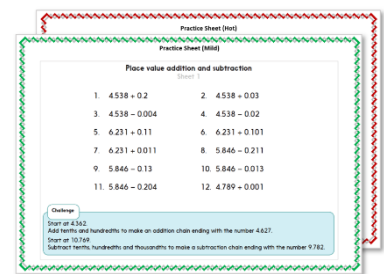 Practice Sheet (Hot)
Practice Sheet (Mild)
Place value addition and subtraction
Sheet 1
1. 4.538 + 0.2 2. 4.538 + 0.03
3. 4.538 – 0.004 4. 4.538 – 0.02
5. 6.231 + 0.11 6. 6.231 + 0.101
7. 6.231 + 0.011 8. 5.846 – 0.211
9. 5.846 – 0.13 10. 5.846 – 0.013
11. 5.846 – 0.204 12. 4.789 + 0.001
Challenge
Start at 4.362.
Add tenths and hundredths to make an addition chain ending with the number 4.627.
Start at 10.769.
Subtract tenths, hundredths and thousandths to make a subtraction chain ending with the number 9.782.